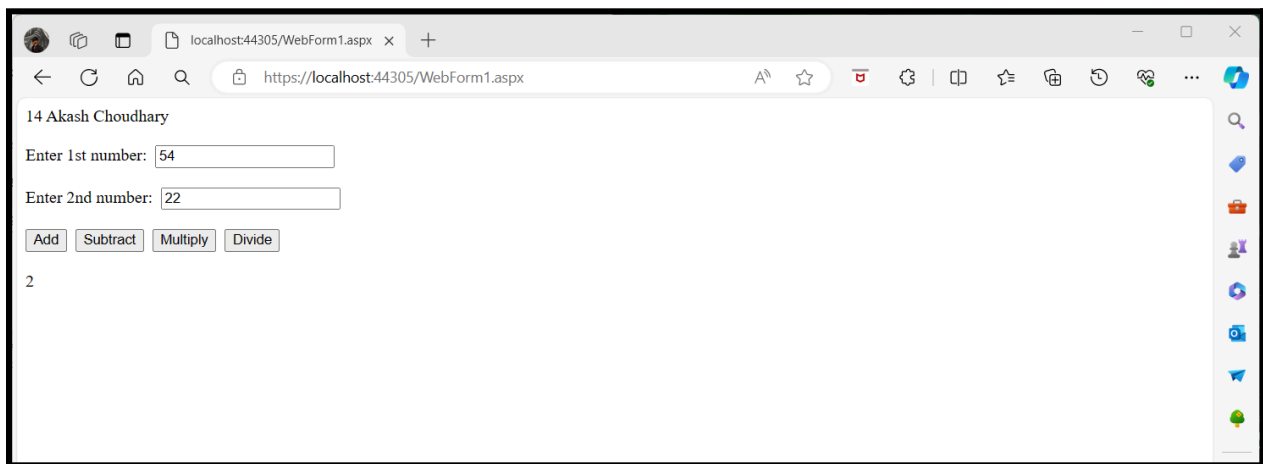 localhost:44305/WebForm1.aspx
https://localhost:44305/WebForm1.aspx
14 Akash Choudhary
Enter 1st number: 54
Enter 2nd number: 22
Add Subtract Multiply Divide
2